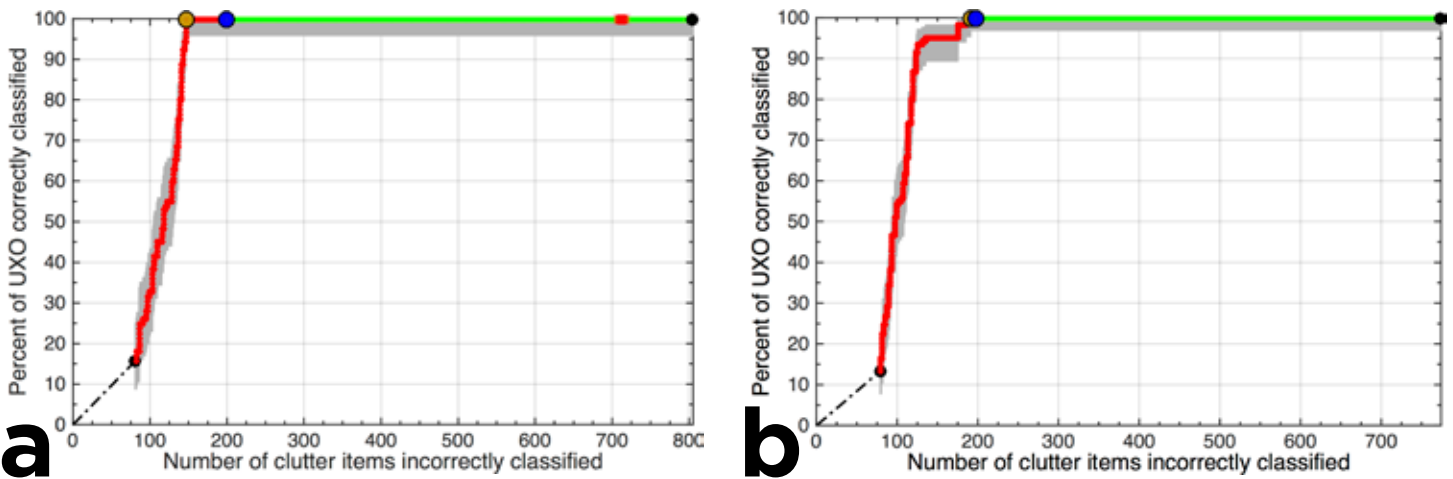 100
90
80
70
60
50
40
30
20
10
0
Percent of UXO correctly classified
0 100 200 300 400 500 600 700 800
Number of clutter items incorrectly classified
a
100
90
80
70
60
50
40
30
20
10
0
Percent of UXO correctly classified
0 100 200 300 400 500 600 700
Number of clutter items incorrectly classified
b